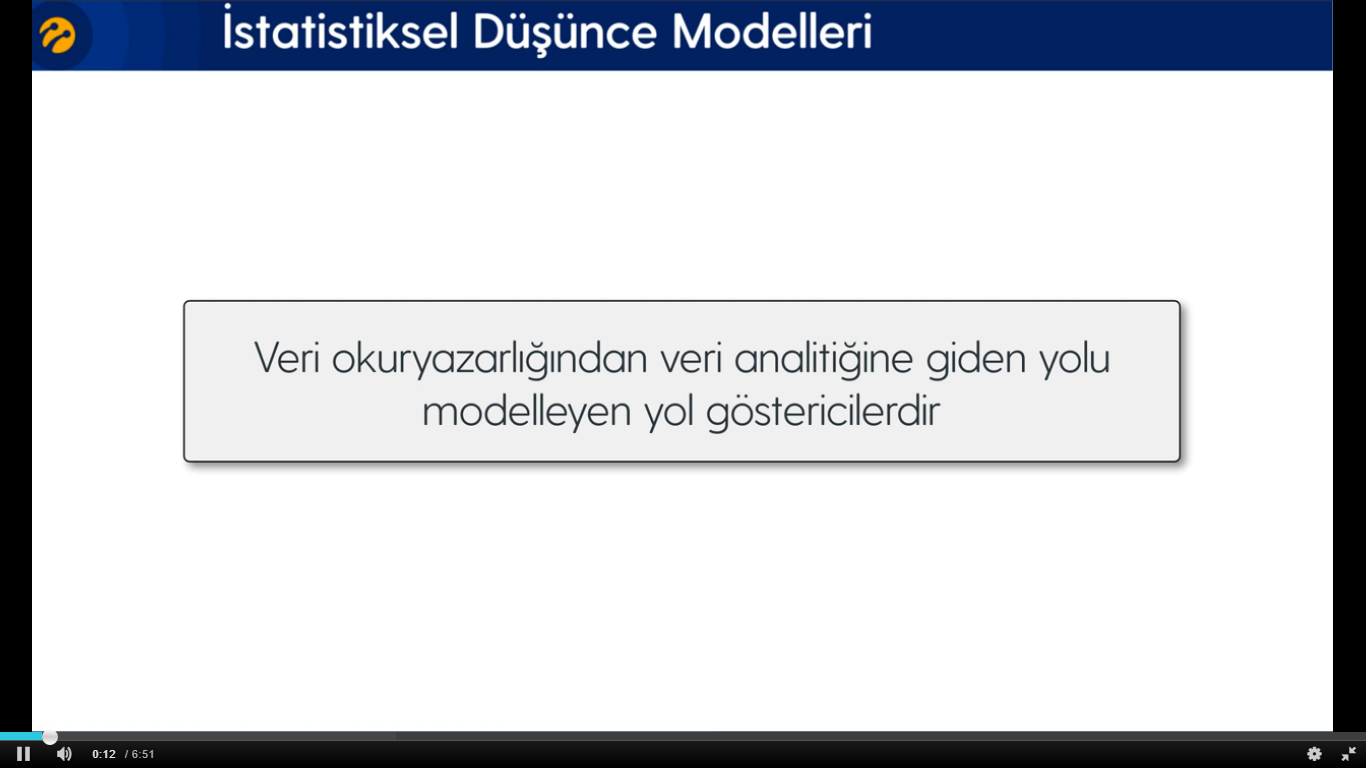 İstatistiksel Düşünce Modelleri
Veri okuryazarlığından veri analitiğine giden yolu
modelleyen yol göstericilerdir
0:12 / 6:51